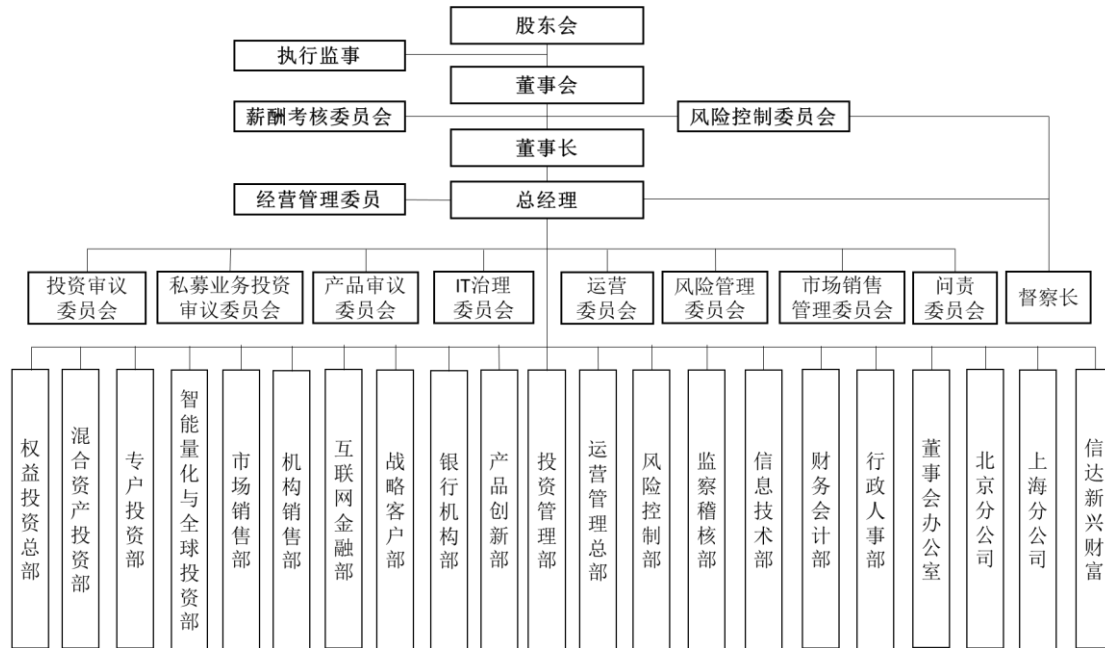 股东会
执行监事
董事会
薪酬考核委员会
风险控制委员会
董事长
经营管理委员
总经理
投资审议
委员会
私募业务投资
审议委员会
产品审议
委员会
IT治理
委员会
运营
委员会
风险管理
委员会
市场销售
管理委员会
问责
委员会
督察长
权益投资总部
混合资产投资部
专户投资部
智能量化与全球投资部
市场销售部
机构销售部
互联网金融部
战略客户部
银行机构部
产品创新部
投资管理部
运营管理总部
风险控制部
监察稽核部
信息技术部
财务会计部
行政人事部
董事会办公室
北京分公司
上海分公司
信达新兴财富